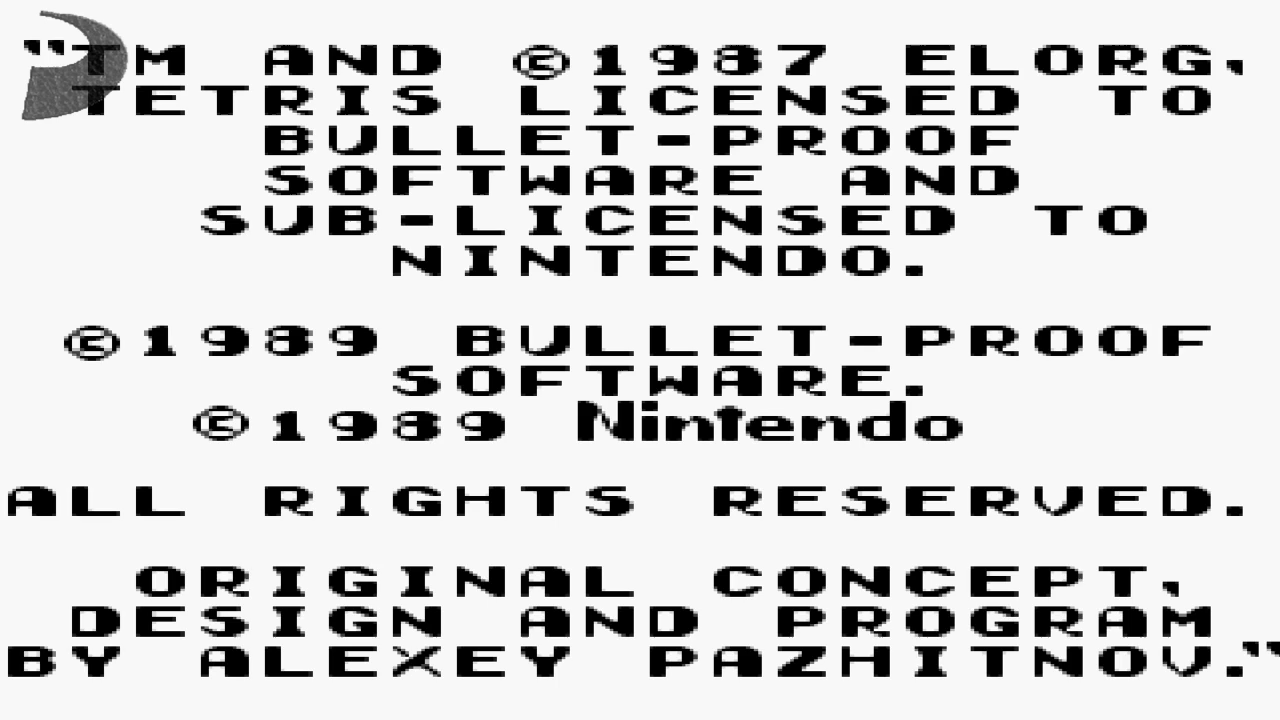 "TM AND ©1987 ELORG,
TETRIS LICENSED TO
BULLET-PROOF
SOFTWARE AND
SUB-LICENSED TO
NINTENDO.
©1989 BULLET-PROOF
SOFTWARE.
©1989 Nintendo
ALL RIGHTS RESERVED.
ORIGINAL CONCEPT,
DESIGN AND PROGRAM
BY ALEXEY PAZHITNOV."